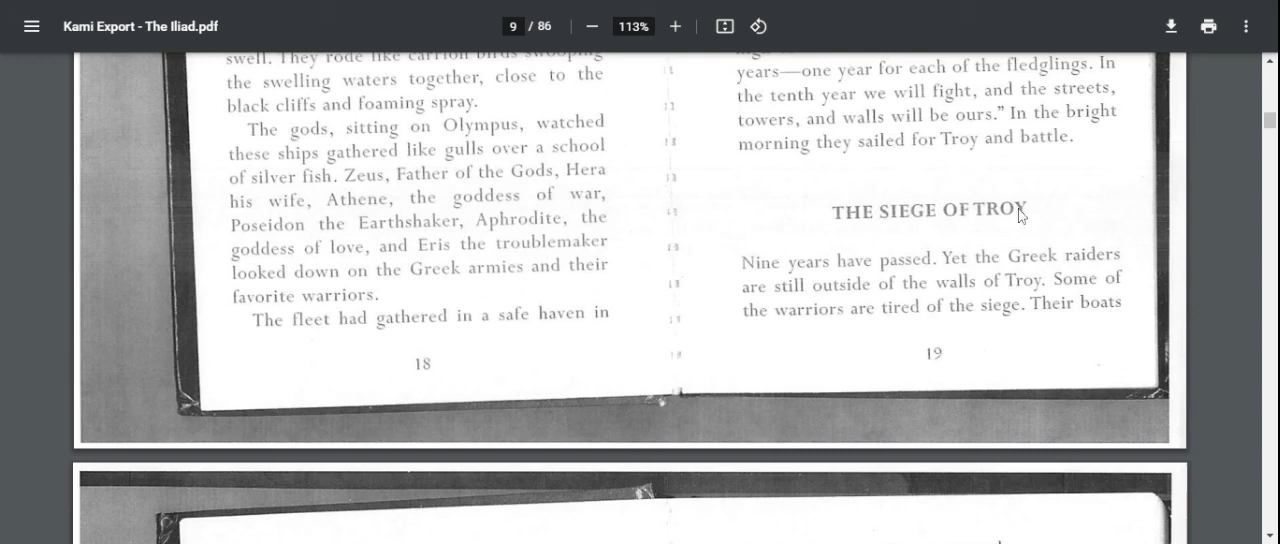 Kami Export - The Iliad.pdf
9 / 86
113%
swell. They rode like carrion birds swooping
the swelling waters together, close to the
black cliffs and foaming spray.
The gods, sitting on Olympus, watched
these ships gathered like gulls over a school
of silver fish. Zeus, Father of the Gods, Hera
his wife, Athene, the goddess of war,
Poseidon the Earthshaker, Aphrodite, the
goddess of love, and Eris the troublemaker
looked down on the Greek armies and their
favorite warriors.
The fleet had gathered in a safe haven in
18
years—one year for each of the fledglings. In
the tenth year we will fight, and the streets,
towers, and walls will be ours.” In the bright
morning they sailed for Troy and battle.
THE SIEGE OF TROY
Nine years have passed. Yet the Greek raiders
are still outside of the walls of Troy. Some of
the warriors are tired of the siege. Their boats
19